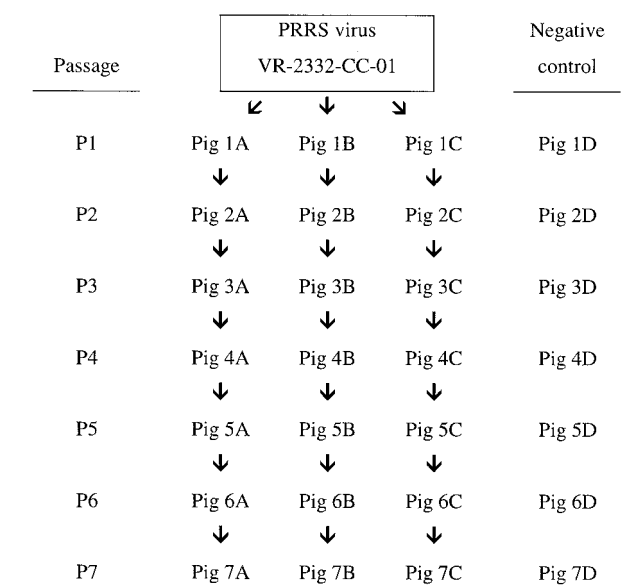 PRRS virus Negative
Passage VR-2332-CC-01 control
P1 Pig 1A Pig 1B Pig 1C Pig 1D
P2 Pig 2A Pig 2B Pig 2C Pig 2D
P3 Pig 3A Pig 3B Pig 3C Pig 3D
P4 Pig 4A Pig 4B Pig 4C Pig 4D
P5 Pig 5A Pig 5B Pig 5C Pig 5D
P6 Pig 6A Pig 6B Pig 6C Pig 6D
P7 Pig 7A Pig 7B Pig 7C Pig 7D